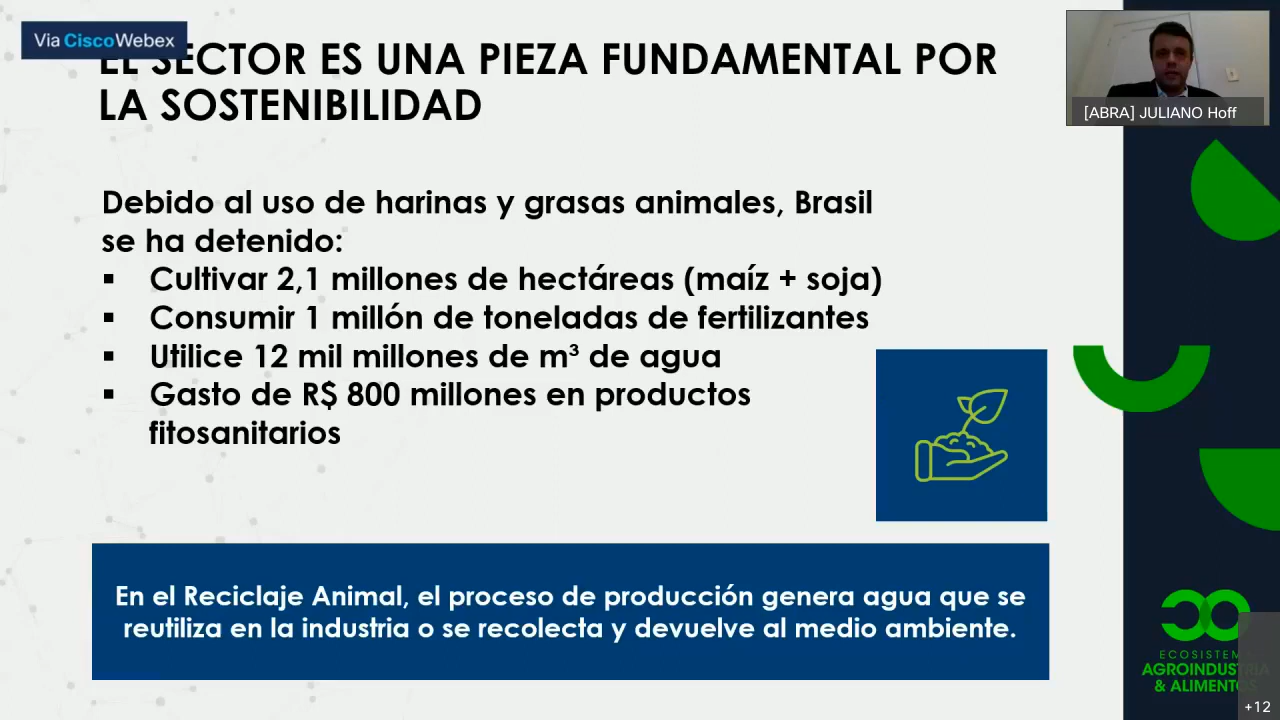 Via CiscoWebex
EL SECTOR ES UNA PIEZA FUNDAMENTAL POR
LA SOSTENIBILIDAD
[ABRA] JULIANO Hoff
Debido al uso de harinas y grasas animales, Brasil
se ha detenido:
▪ Cultivar 2,1 millones de hectáreas (maíz + soja)
▪ Consumir 1 millón de toneladas de fertilizantes
▪ Utilice 12 mil millones de m³ de agua
▪ Gasto de R$ 800 millones en productos
fitosanitarios
En el Reciclaje Animal, el proceso de producción genera agua que se
reutiliza en la industria o se recolecta y devuelve al medio ambiente.
ECOSISTEMA
AGROINDUSTRIA
& ALIMENTOS
+12